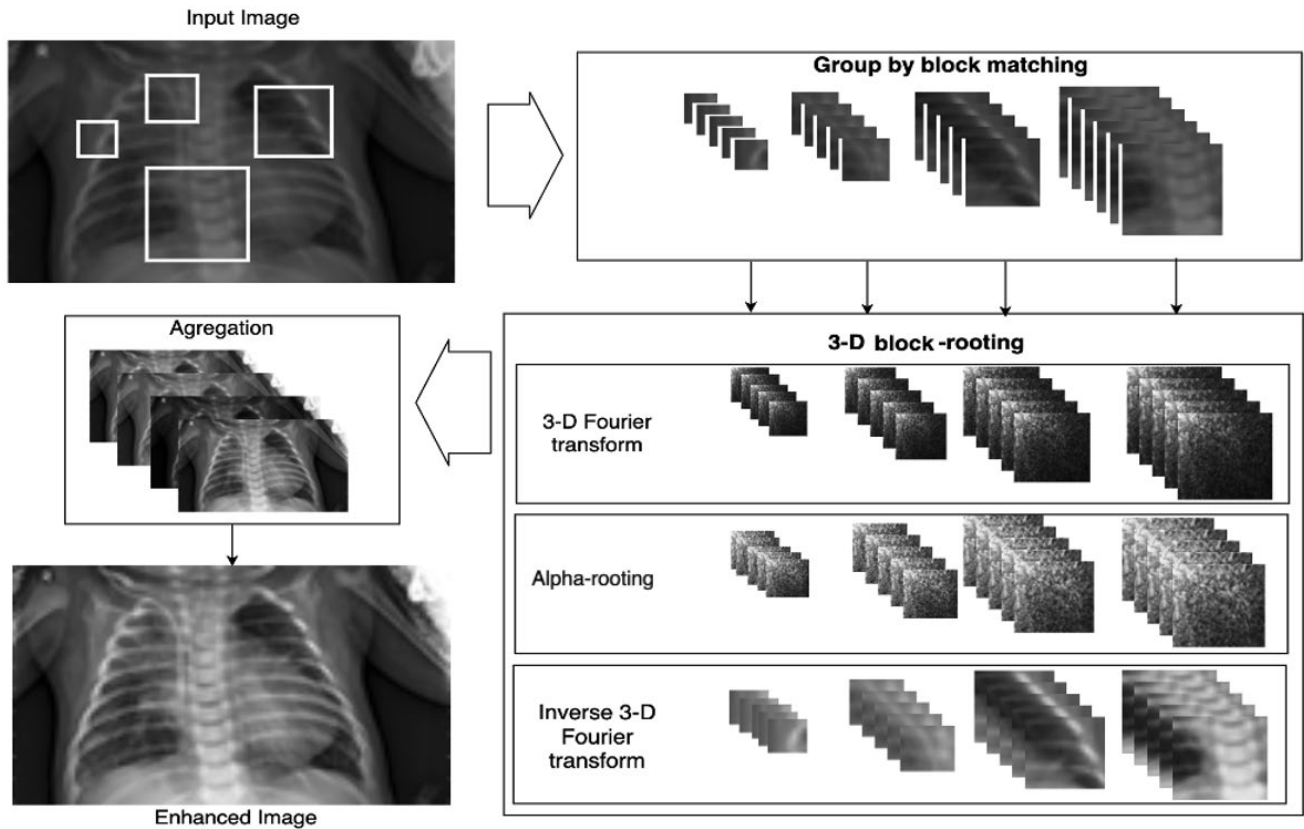 Input Image
Group by block matching
Agregation
3-D block-rooting
3-D Fourier
transform
Alpha-rooting
Inverse 3-D
Fourier
transform
Enhanced Image